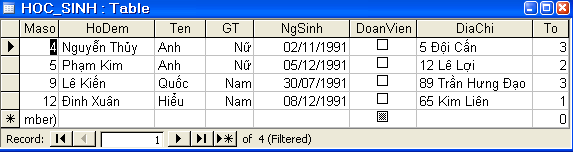 HOC_SINH : Table
Maso HoDem Ten GT NgSinh DoanVien DiaChi To
4 Nguyễn Thủy Anh Nữ 02/11/1991 5 Đội Cấn 3
5 Phạm Kim Anh Nữ 05/12/1991 12 Lê Lợi 2
9 Lê Kiến Quốc Nam 30/07/1991 89 Trần Hưng Đạo 3
12 Đinh Xuân Hiểu Nam 08/12/1991 65 Kim Liên 1
mber) 0
Record: 1 of 4 (Filtered)